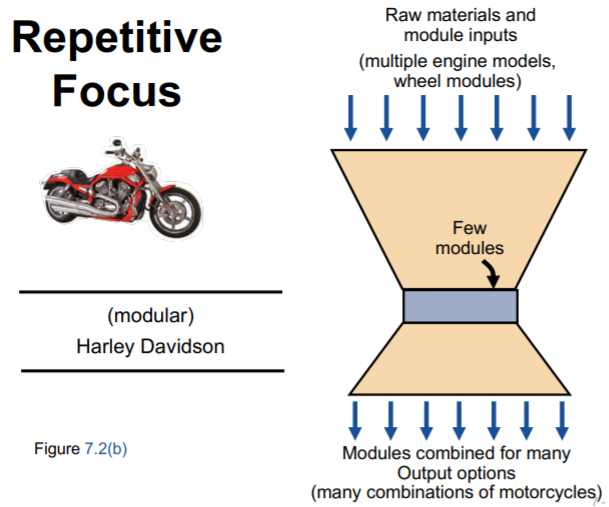 Repetitive
Focus
(modular)
Harley Davidson
Figure 7.2(b)
Raw materials and
module inputs
(multiple engine models,
wheel modules)
Few
modules
Modules combined for many
Output options
(many combinations of motorcycles)